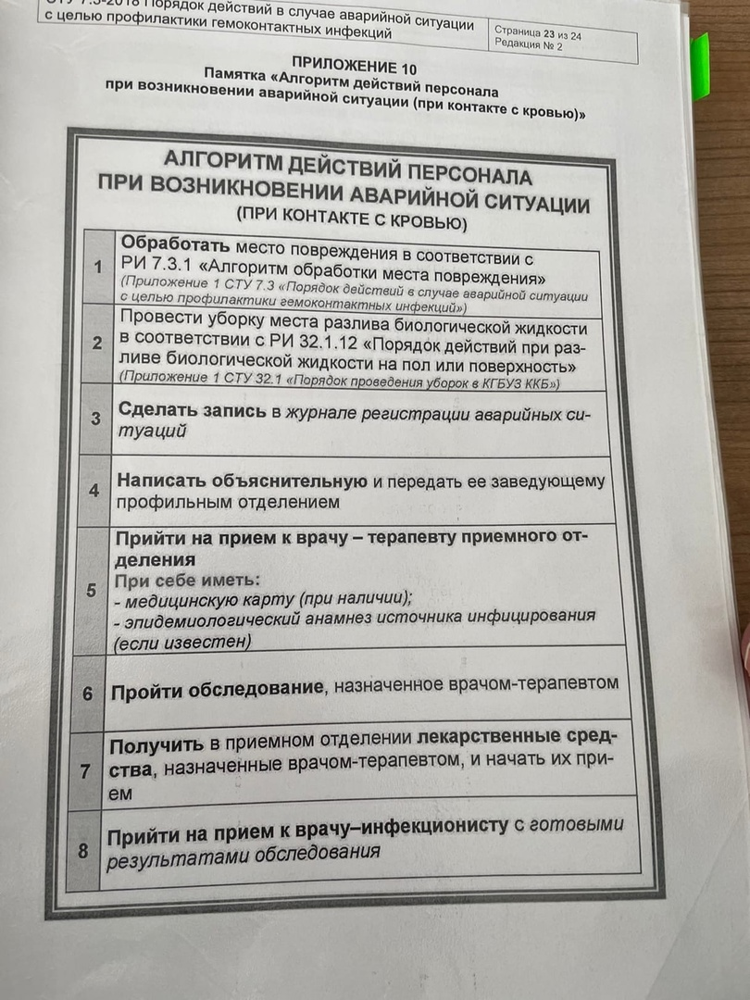 СТУ 7.3-2018 Порядок действий в случае аварийной ситуации
с целью профилактики гемоконтактных инфекций
Страница 23 из 24
Редакция № 2
ПРИЛОЖЕНИЕ 10
Памятка «Алгоритм действий персонала
при возникновении аварийной ситуации (при контакте с кровью)»
АЛГОРИТМ ДЕЙСТВИЙ ПЕРСОНАЛА
ПРИ ВОЗНИКНОВЕНИИ АВАРИЙНОЙ СИТУАЦИИ
(ПРИ КОНТАКТЕ С КРОВЬЮ)
1
Обработать место повреждения в соответствии с
РИ 7.3.1 «Алгоритм обработки места повреждения»
(Приложение 1 СТУ 7.3 «Порядок действий в случае аварийной ситуации
с целью профилактики гемоконтактных инфекций»)
2
Провести уборку места разлива биологической жидкости
в соответствии с РИ 32.1.12 «Порядок действий при раз-
ливе биологической жидкости на пол или поверхность»
(Приложение 1 СТУ 32.1 «Порядок проведения уборок в КГБУЗ ККБ»)
3
Сделать запись в журнале регистрации аварийных си-
туаций
4
Написать объяснительную и передать ее заведующему
профильным отделением
5
Прийти на прием к врачу – терапевту приемного от-
деления
При себе иметь:
- медицинскую карту (при наличии);
- эпидемиологический анамнез источника инфицирования
(если известен)
6
Пройти обследование, назначенное врачом-терапевтом
7
Получить в приемном отделении лекарственные сред-
ства, назначенные врачом-терапевтом, и начать их при-
ем
8
Прийти на прием к врачу–инфекционисту с готовыми
результатами обследования